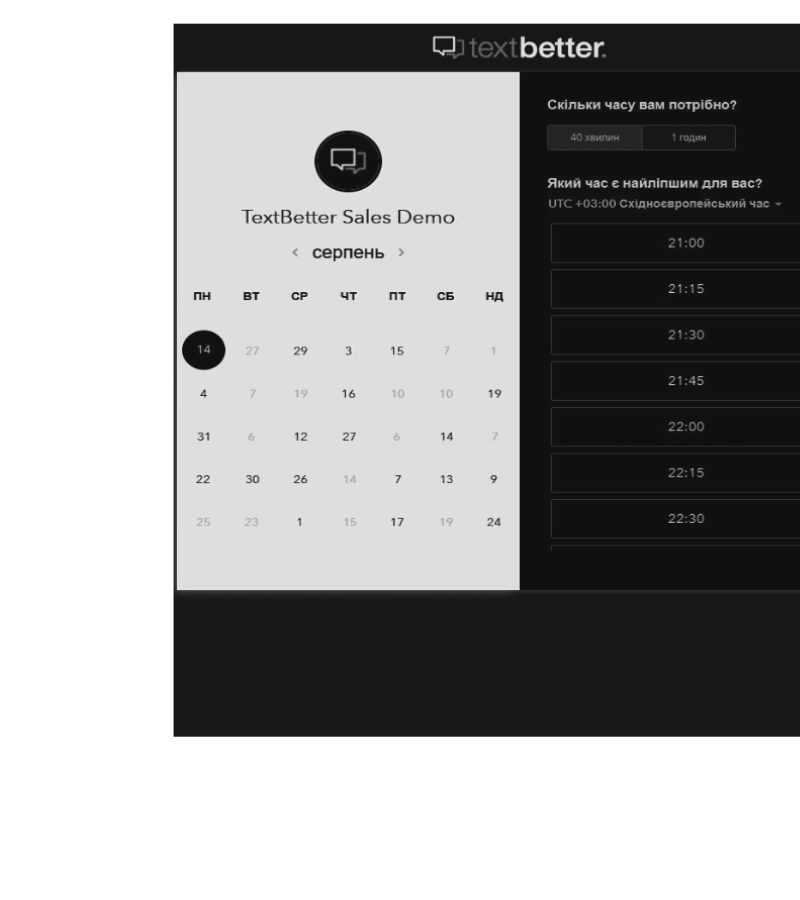 textbetter.
TextBetter Sales Demo
< серпень >
ПН ВТ СР ЧТ ПТ СБ НД
14 27 29 3 15 7 1
4 7 19 16 10 10 19
31 6 12 27 6 14 7
22 30 26 14 7 13 9
25 23 1 15 17 19 24
Скільки часу вам потрібно?
40 хвилин 1 годин
Який час є найліпшим для вас?
UTC +03:00 Східноєвропейський час
21:00
21:15
21:30
21:45
22:00
22:15
22:30